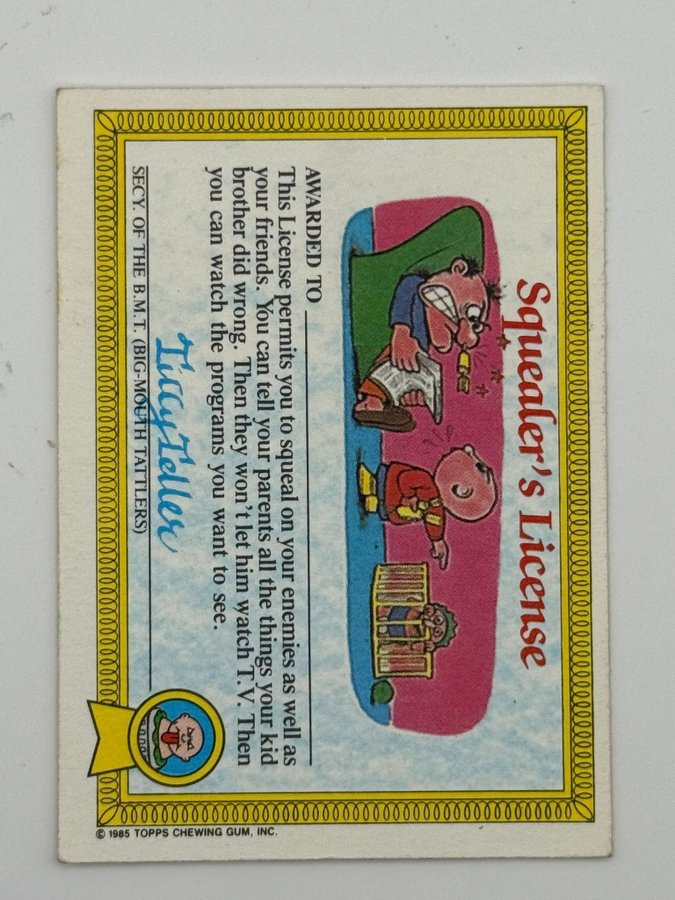 Squealer's License
AWARDED TO
This License permits you to squeal on your enemies as well as
your friends. You can tell your parents all the things your kid
brother did wrong. Then they won't let him watch T.V. Then
you can watch the programs you want to see.
SECY. OF THE B.M.T. (BIG-MOUTH TATTLERS)
© 1985 TOPPS CHEWING GUM, INC.